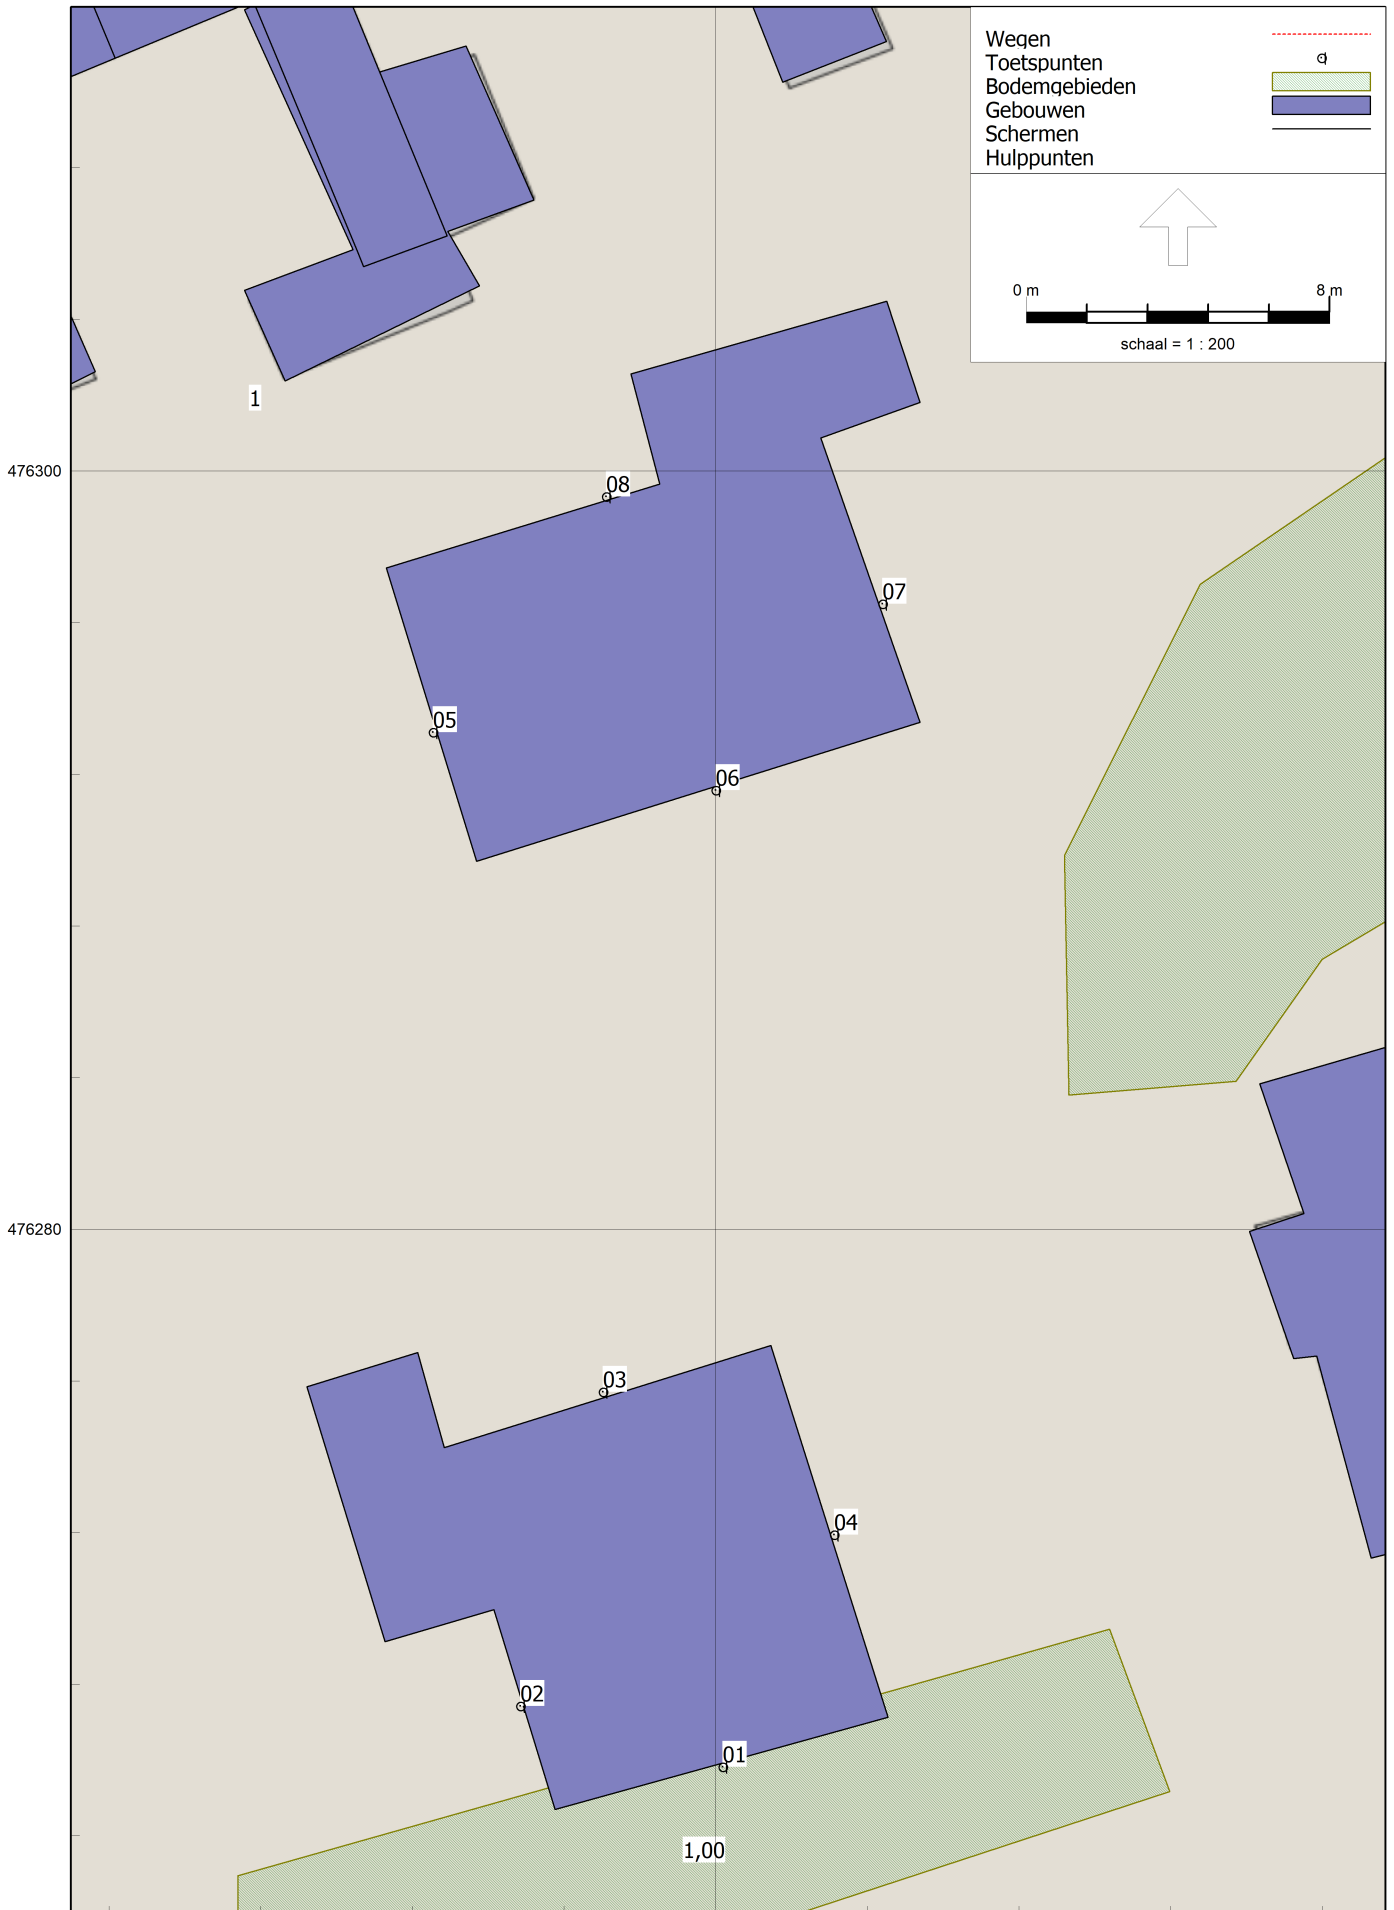 Wegen
Toetspunten
Bodemgebieden
Gebouwen
Schermen
Hulppunten
0 m 8 m
schaal = 1 : 200
1
476300
08
07
05
06
476280
03
04
02
01
1,00